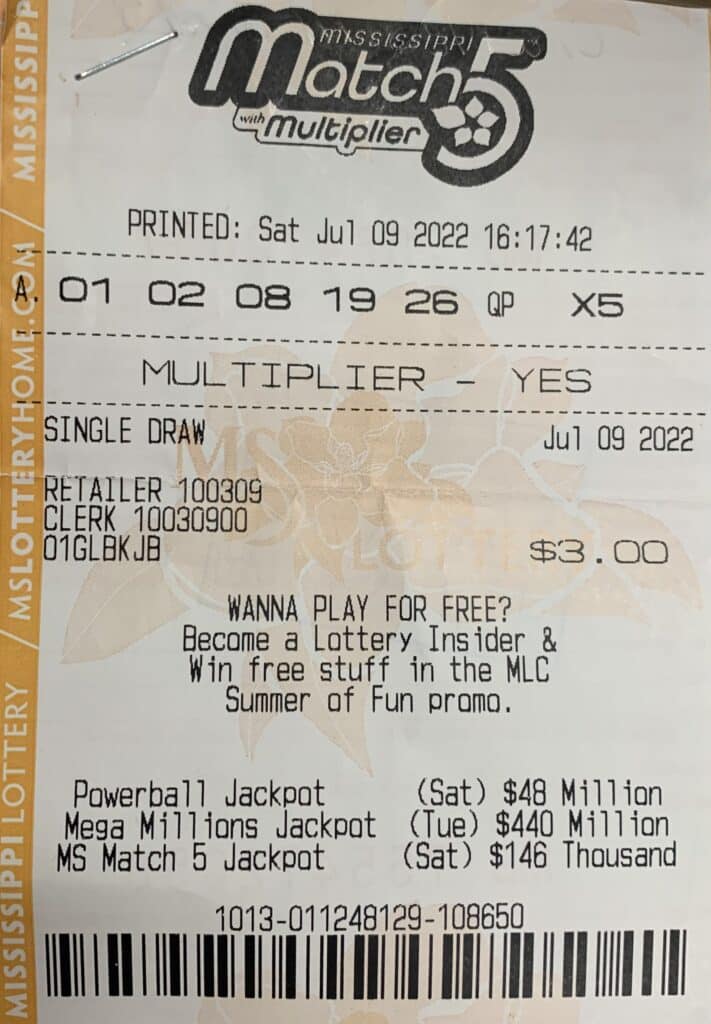 MISSISSIPPI
Match 5
with Multiplier
PRINTED: Sat Jul 09 2022 16:17:42
A. 01 02 08 19 26 QP X5
MULTIPLIER - YES
SINGLE DRAW Jul 09 2022
RETAILER 100309
CLERK 10030900
01GLBKJB $3.00
MS
LOTTERY
WANNA PLAY FOR FREE?
Become a Lottery Insider &
Win free stuff in the MLC
Summer of Fun promo.
Powerball Jackpot (Sat) $48 Million
Mega Millions Jackpot (Tue) $440 Million
MS Match 5 Jackpot (Sat) $146 Thousand
1013-011248129-108650
MISSISSIPPI LOTTERY / MSLOTTERYHOME.COM / MISSISSIPP